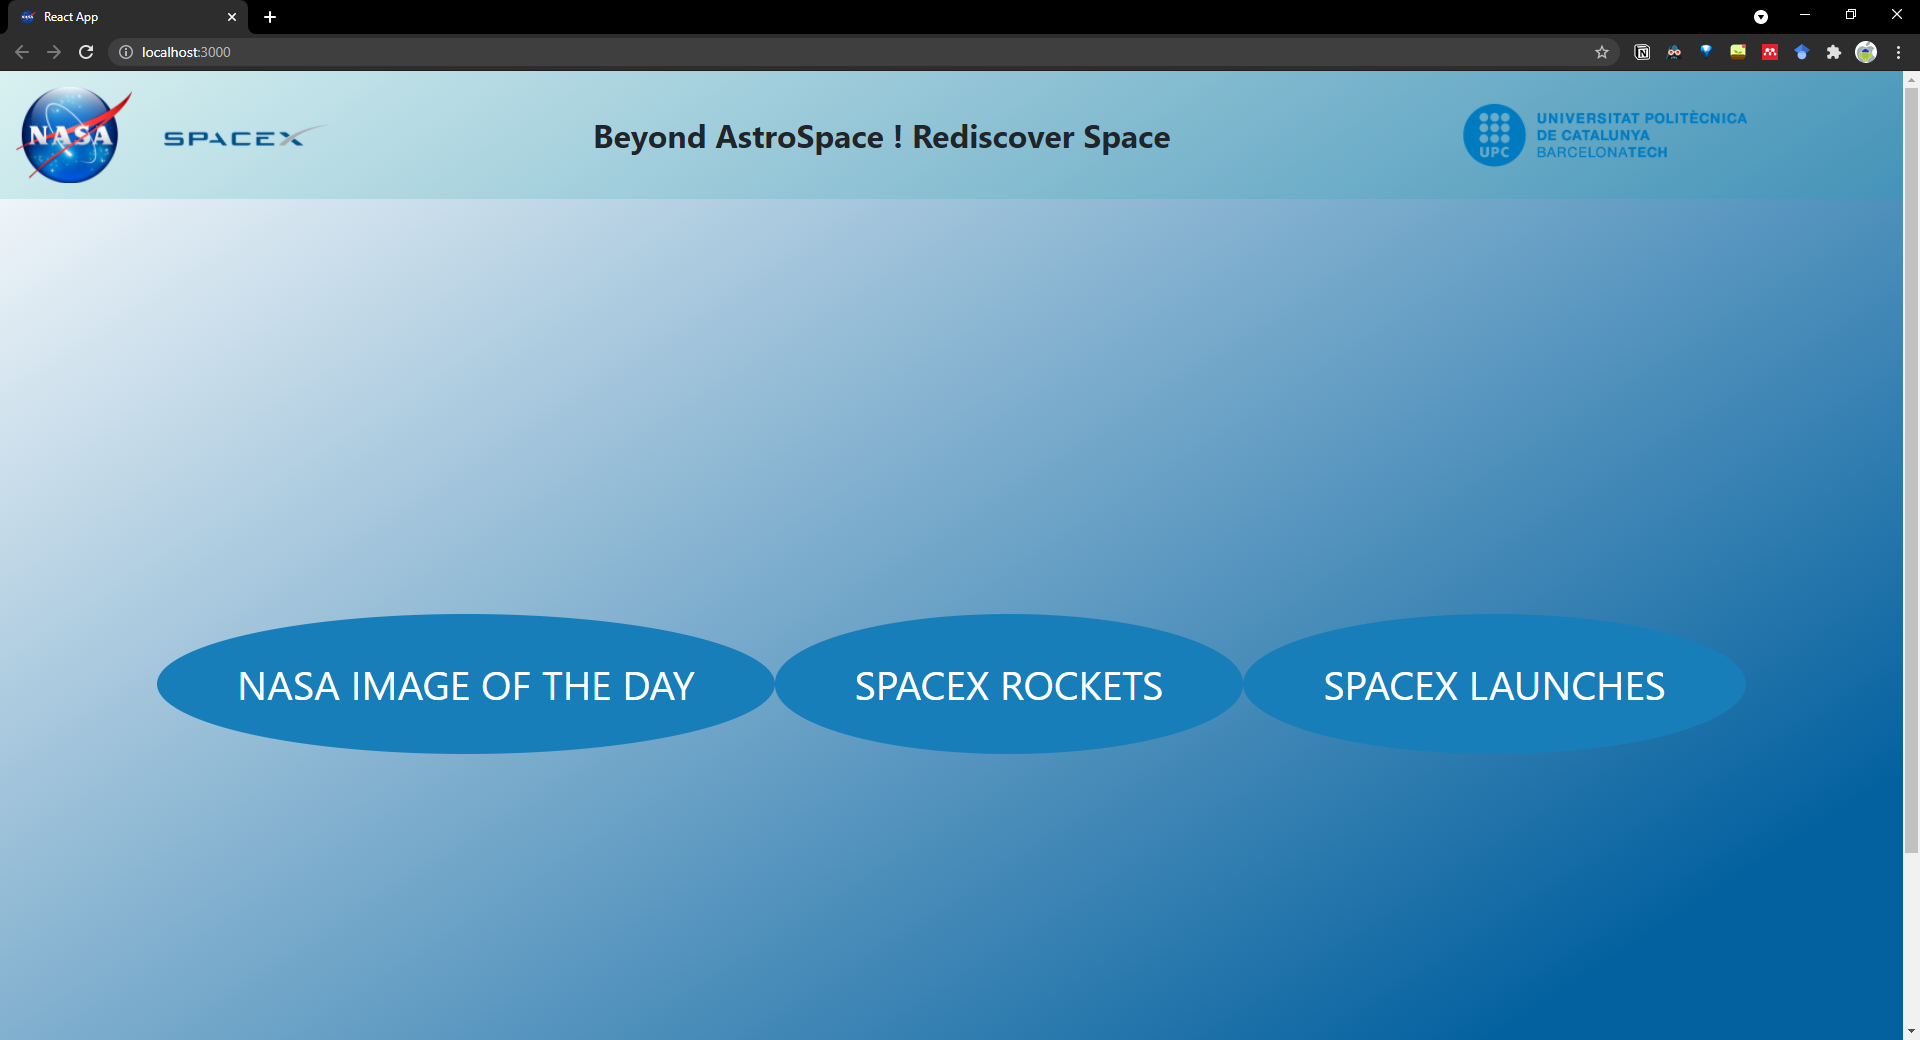 React App
localhost:3000
NASA
SPACEX
Beyond AstroSpace ! Rediscover Space
UPC
UNIVERSITAT POLITÈCNICA
DE CATALUNYA
BARCELONATECH
NASA IMAGE OF THE DAY
SPACEX ROCKETS
SPACEX LAUNCHES